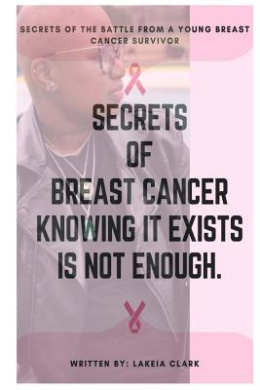 SECRETS OF THE BATTLE FROM A YOUNG BREAST
CANCER SURVIVOR
SECRETS
OF
BREAST CANCER
KNOWING IT EXISTS
IS NOT ENOUGH.
WRITTEN BY: LAKEIA CLARK